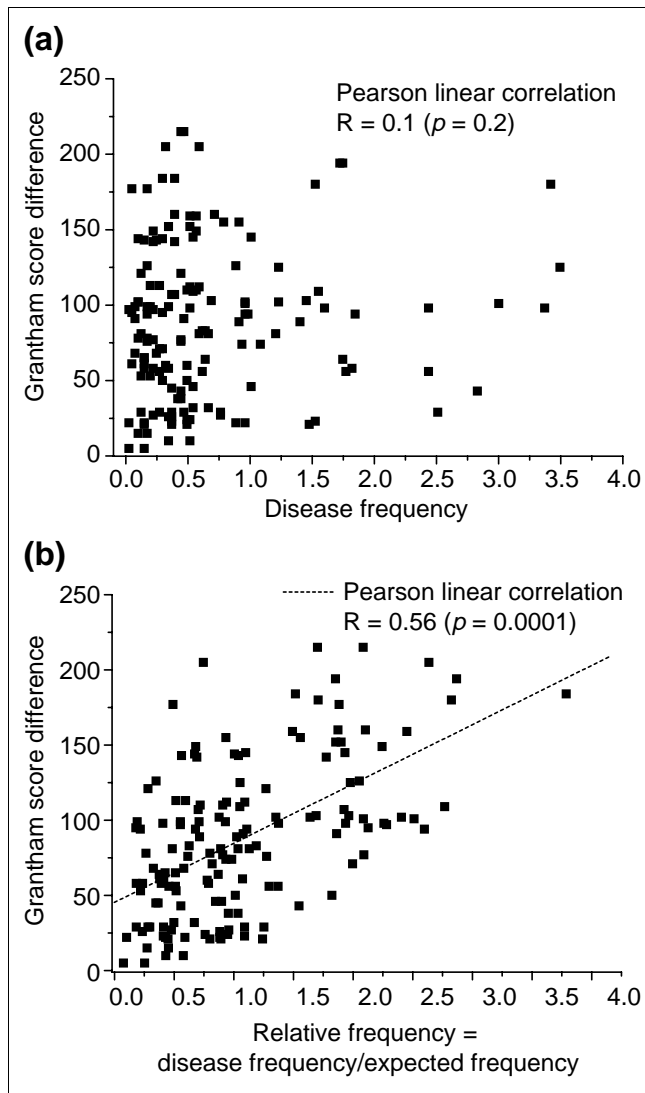 (a)
Pearson linear correlation
R = 0.1 (p = 0.2)
Grantham score difference
250
200
150
100
50
0
0.0 0.5 1.0 1.5 2.0 2.5 3.0 3.5 4.0
Disease frequency
(b)
Pearson linear correlation
R = 0.56 (p = 0.0001)
Grantham score difference
250
200
150
100
50
0
0.0 0.5 1.0 1.5 2.0 2.5 3.0 3.5 4.0
Relative frequency =
disease frequency/expected frequency